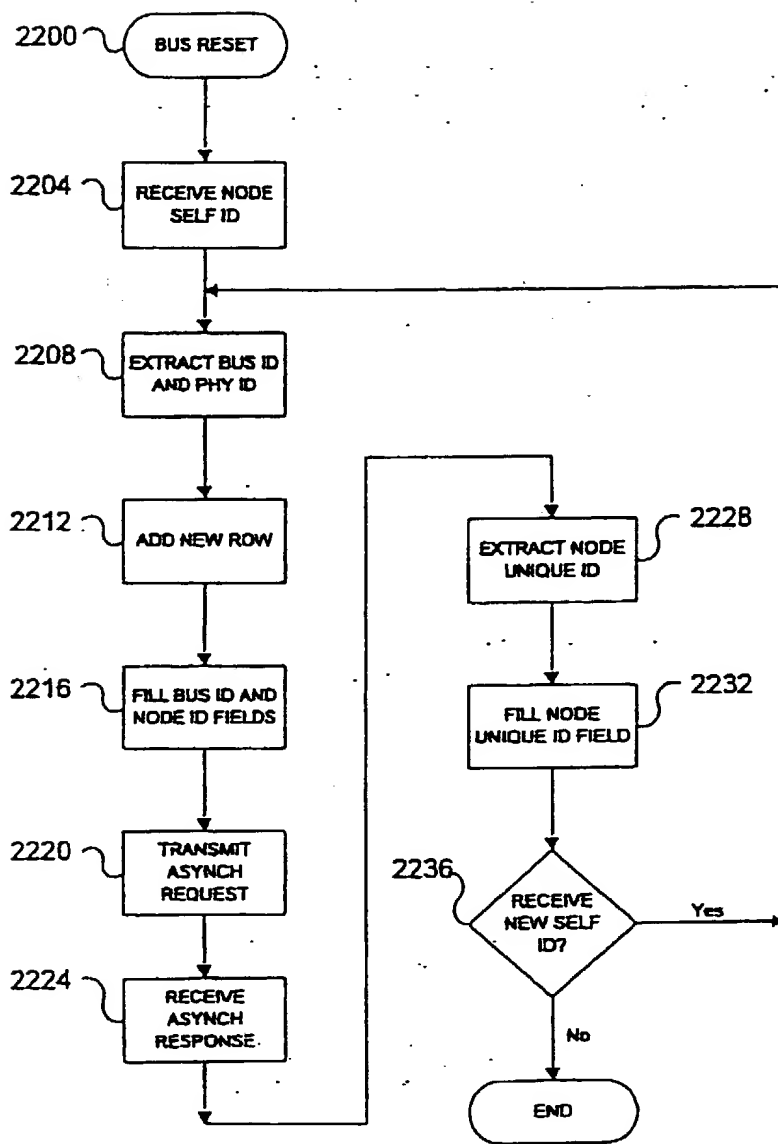 2200
BUS RESET
2204
RECEIVE NODE
SELF ID
2208
EXTRACT BUS ID
AND PHY ID
2212
ADD NEW ROW
2216
FILL BUS ID AND
NODE ID FIELDS
2220
TRANSMIT
ASYNCH
REQUEST
2224
RECEIVE
ASYNCH
RESPONSE
2228
EXTRACT NODE
UNIQUE ID
2232
FILL NODE
UNIQUE ID FIELD
2236
RECEIVE
NEW SELF
ID?
Yes
No
END